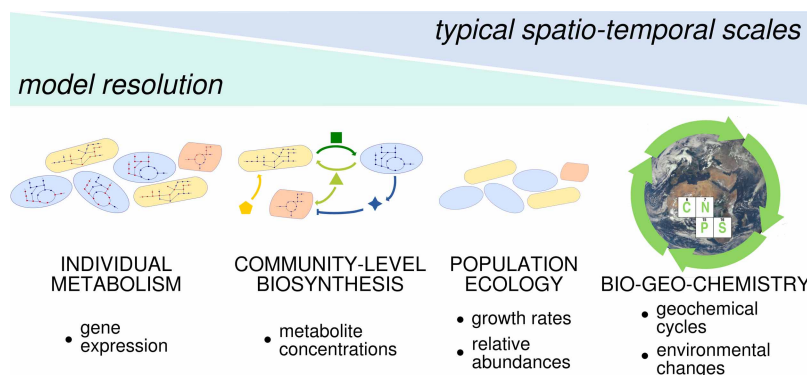 typical spatio-temporal scales
model resolution
C N
P S
INDIVIDUAL
METABOLISM
• gene
expression
COMMUNITY-LEVEL
BIOSYNTHESIS
• metabolite
concentrations
POPULATION
ECOLOGY
• growth rates
• relative
abundances
BIO-GEO-CHEMISTRY
• geochemical
cycles
• environmental
changes